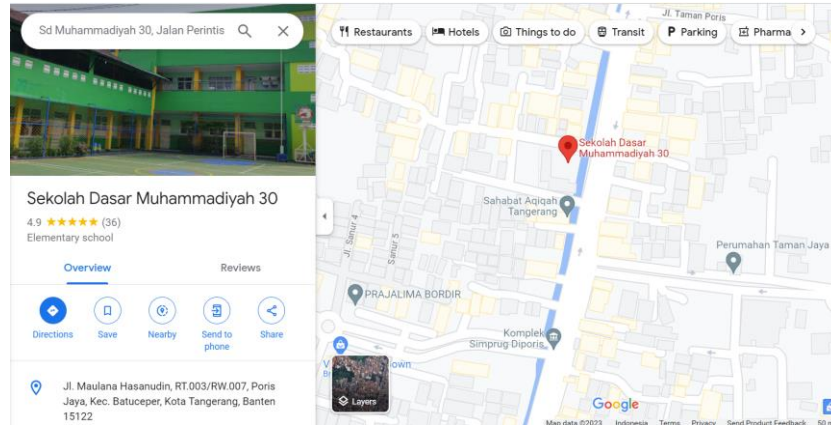 Sd Muhammadiyah 30, Jalan Perintis
Sekolah Dasar Muhammadiyah 30
4.9 ★★★★★ (36)
Elementary school
Overview
Reviews
Directions
Save
Nearby
Send to
phone
Share
Jl. Maulana Hasanudin, RT.003/RW.007, Poris
Jaya, Kec. Batuceper, Kota Tangerang, Banten
15122
Restaurants
Hotels
Things to do
Transit
P Parking
Pharma
Jl. Taman Poris
Sekolah Dasar
Muhammadiyah 30
Sahabat Aqiqah
Tangerang
Jl. Sanur 4
Sanur 5
Perumahan Taman Jaya
PRAJALIMA BORDIR
Komplek
Simprug Diporis
own
Layers
Google
Map data ©2023 Indonesia Terms Privacy Send Product Feedback 50